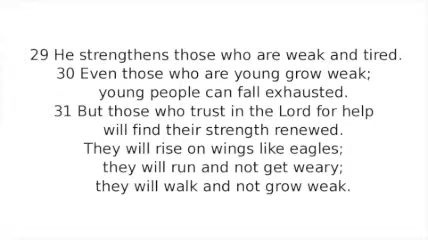 29 He strengthens those who are weak and tired.
30 Even those who are young grow weak;
young people can fall exhausted.
31 But those who trust in the Lord for help
will find their strength renewed.
They will rise on wings like eagles;
they will run and not get weary;
they will walk and not grow weak.